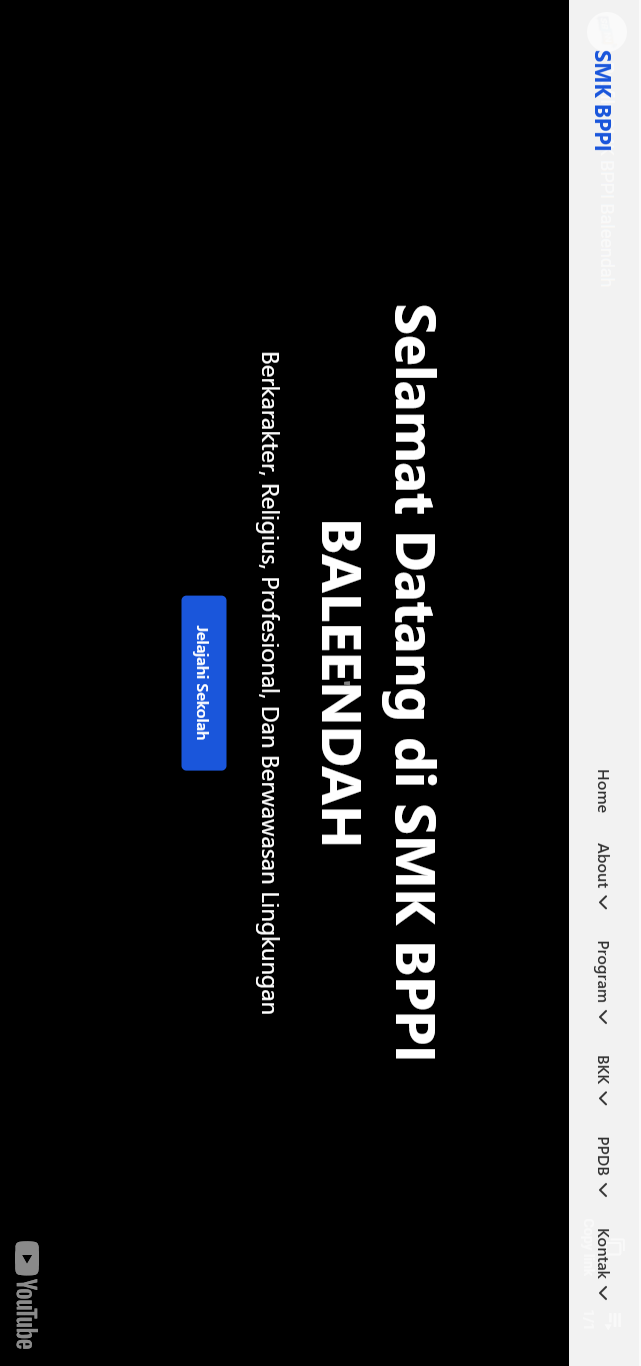 SMK BPPI
BPPI Baleendah
Home
About
Program
BKK
PPDB
Kontak
Selamat Datang di SMK BPPI
BALEENDAH
Berkarakter, Religius, Profesional, Dan Berwawasan Lingkungan
Jelajahi Sekolah
YouTube